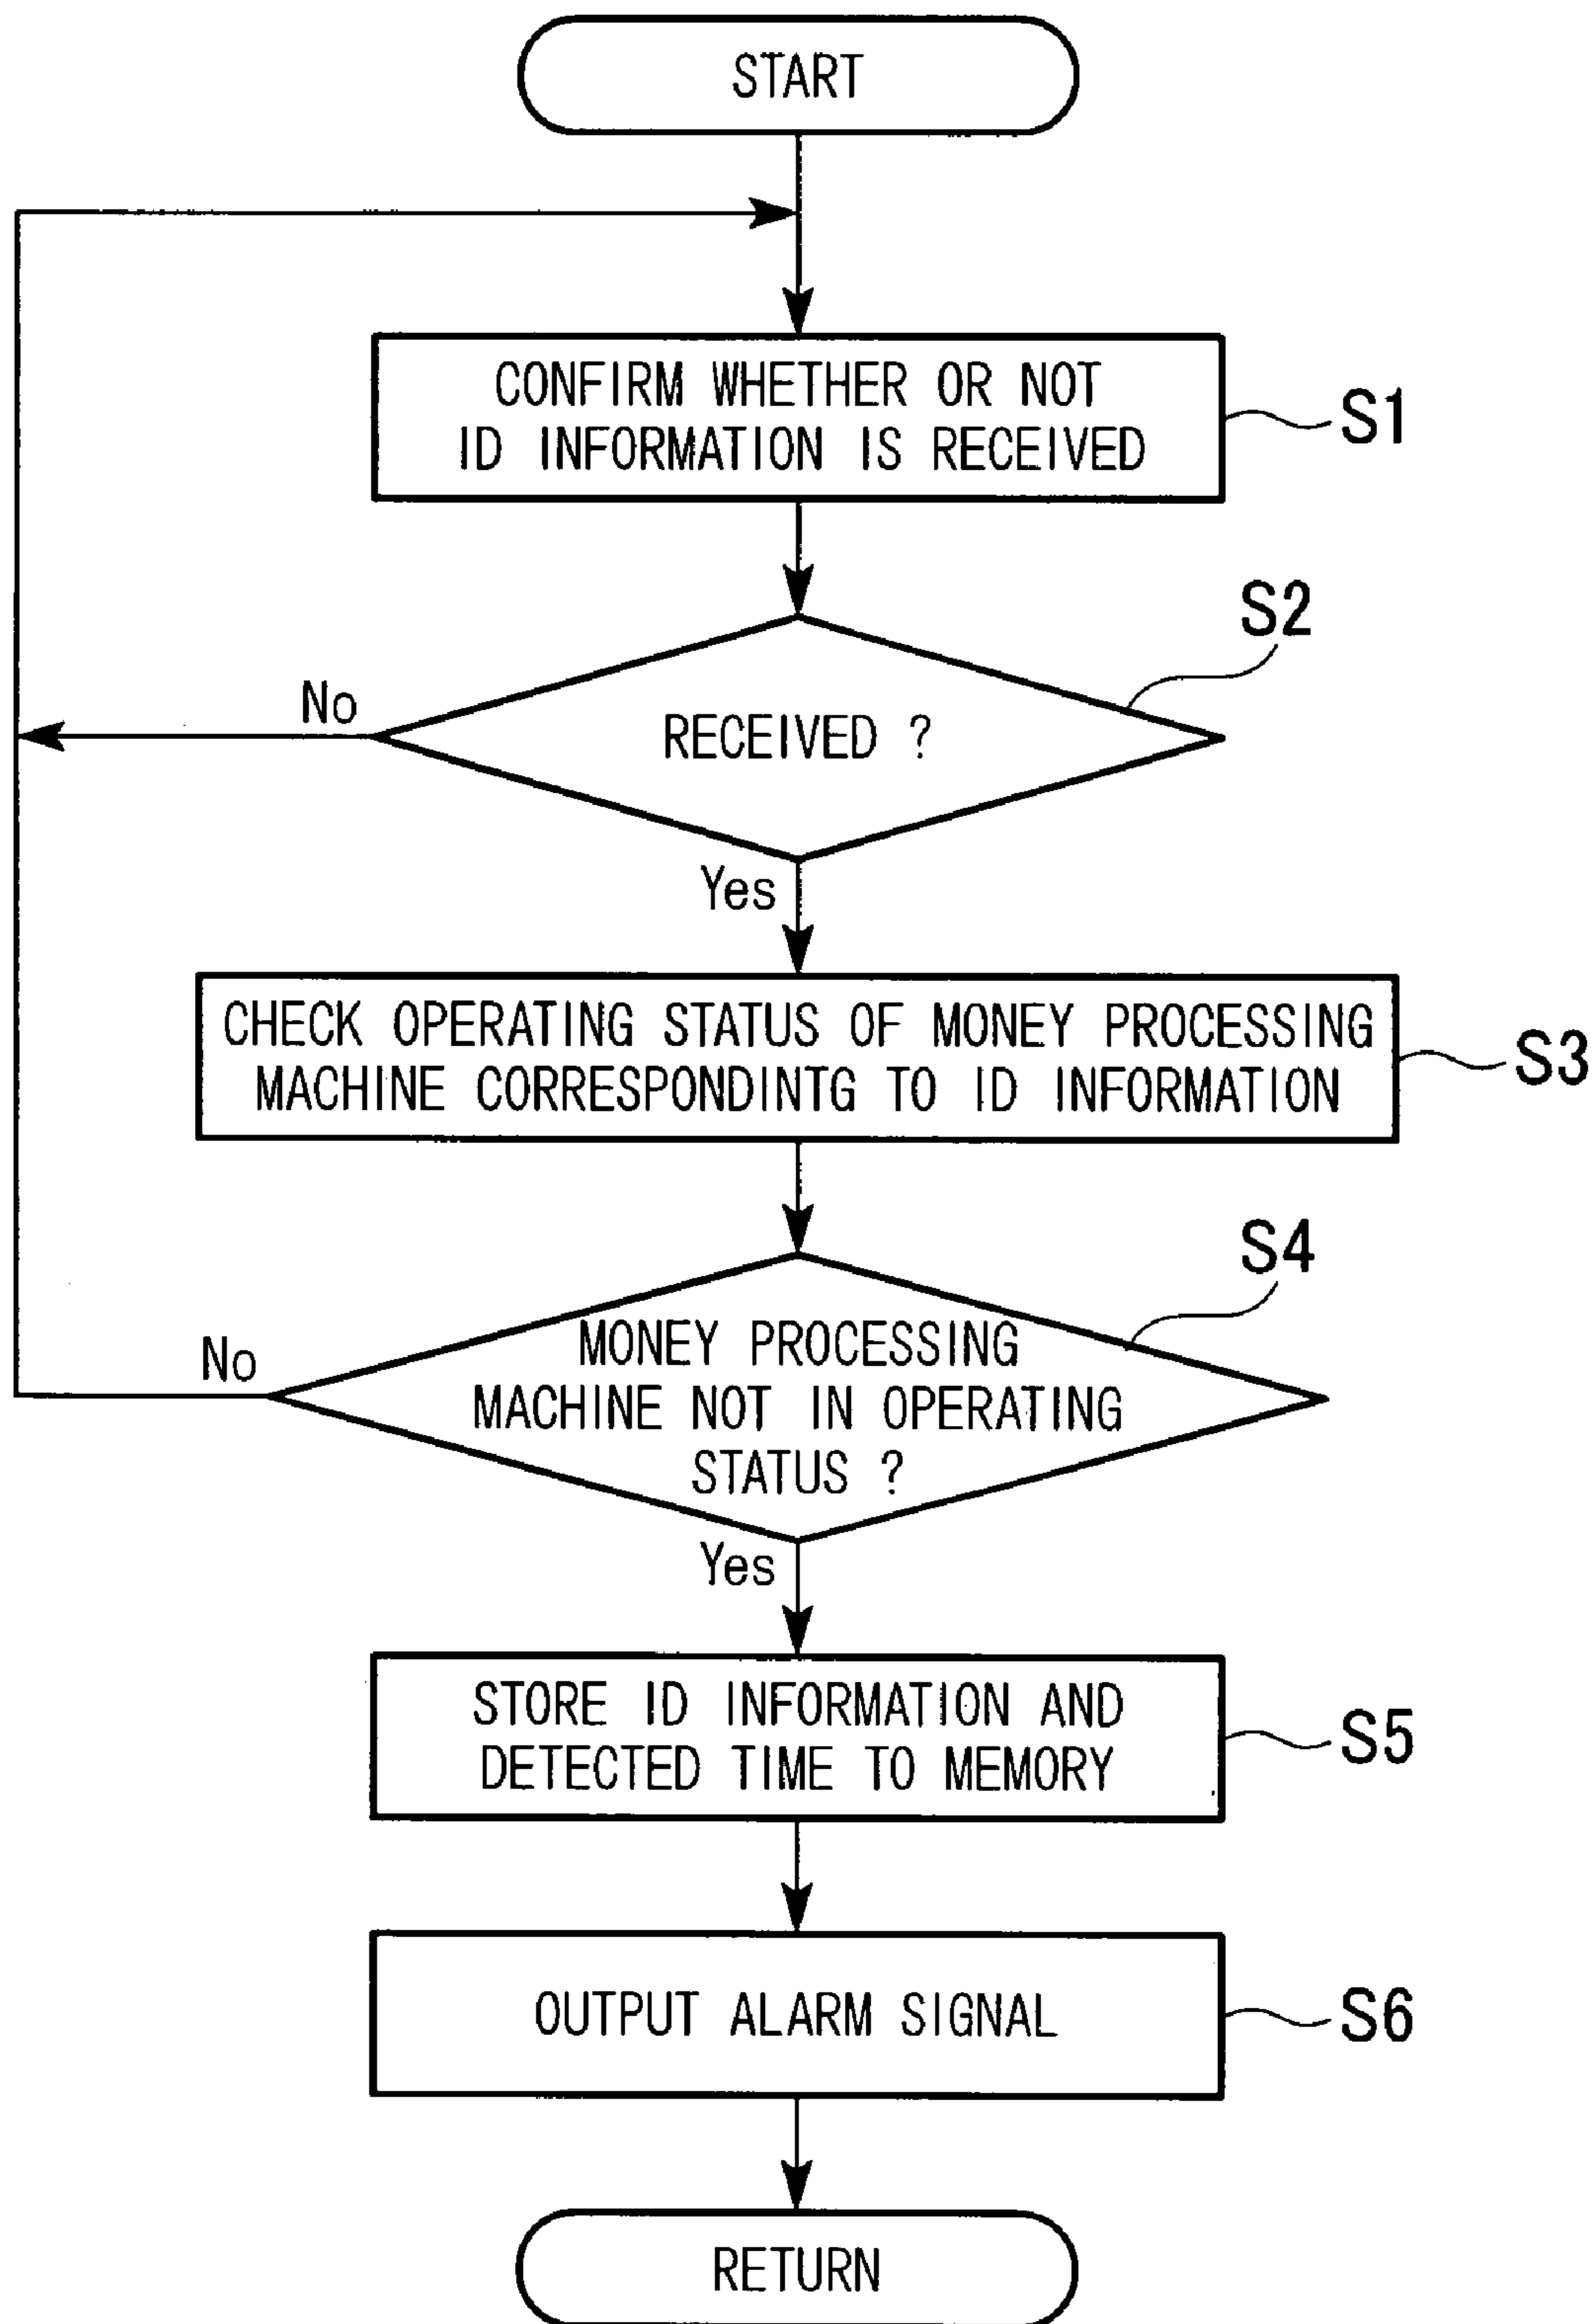 START
CONFIRM WHETHER OR NOT
ID INFORMATION IS RECEIVED
S1
S2
No
RECEIVED ?
Yes
CHECK OPERATING STATUS OF MONEY PROCESSING
MACHINE CORRESPONDINTG TO ID INFORMATION
S3
S4
No
MONEY PROCESSING
MACHINE NOT IN OPERATING
STATUS ?
Yes
STORE ID INFORMATION AND
DETECTED TIME TO MEMORY
S5
OUTPUT ALARM SIGNAL
S6
RETURN